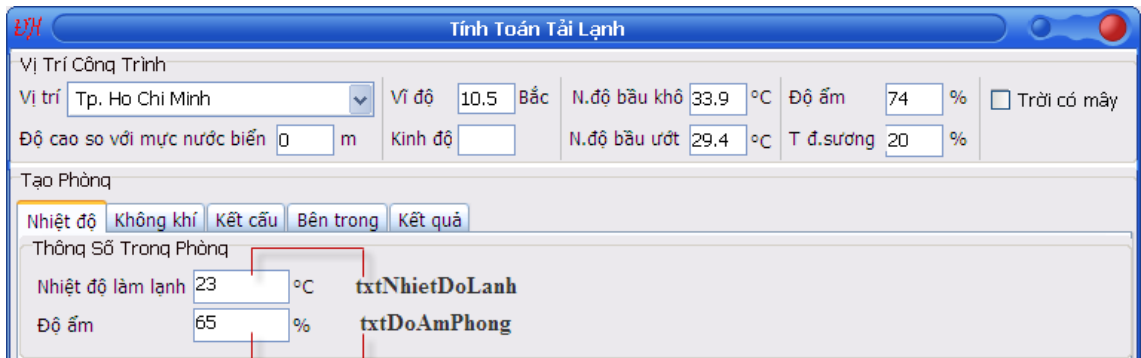 ĐH Tính Toán Tải Lạnh
Vị Trí Công Trình
Vị trí Tp. Ho Chi Minh Vĩ độ 10.5 Bắc N.độ bầu khô 33.9 °C Độ ẩm 74 % Trời có mây
Độ cao so với mực nước biển 0 m Kinh độ N.độ bầu ướt 29.4 °C T đ.sương 20 %
Tạo Phòng
Nhiệt độ Không khí Kết cấu Bên trong Kết quả
Thông Số Trong Phòng
Nhiệt độ làm lạnh 23 °C txtNhietDoLanh
Độ ẩm 65 % txtDoAmPhong